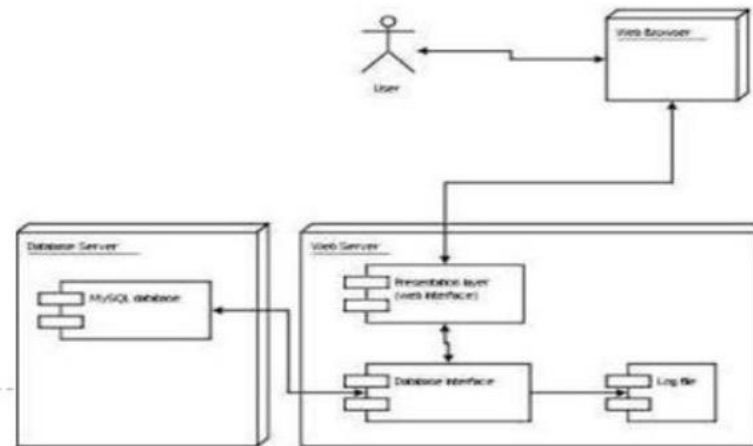 Web Browser
User
Database Server
Web Server
MySQL database
Presentation layer
(web interface)
Database interface
Log file